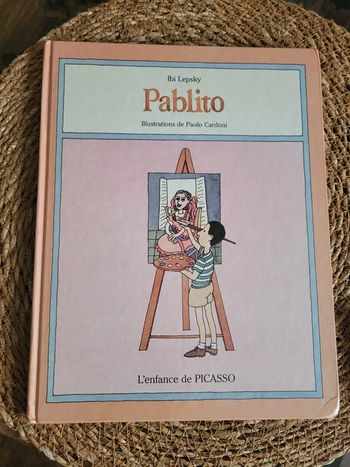 Ibi Lepsky
Pablito
Illustrations de Paolo Cardoni
L'enfance de PICASSO